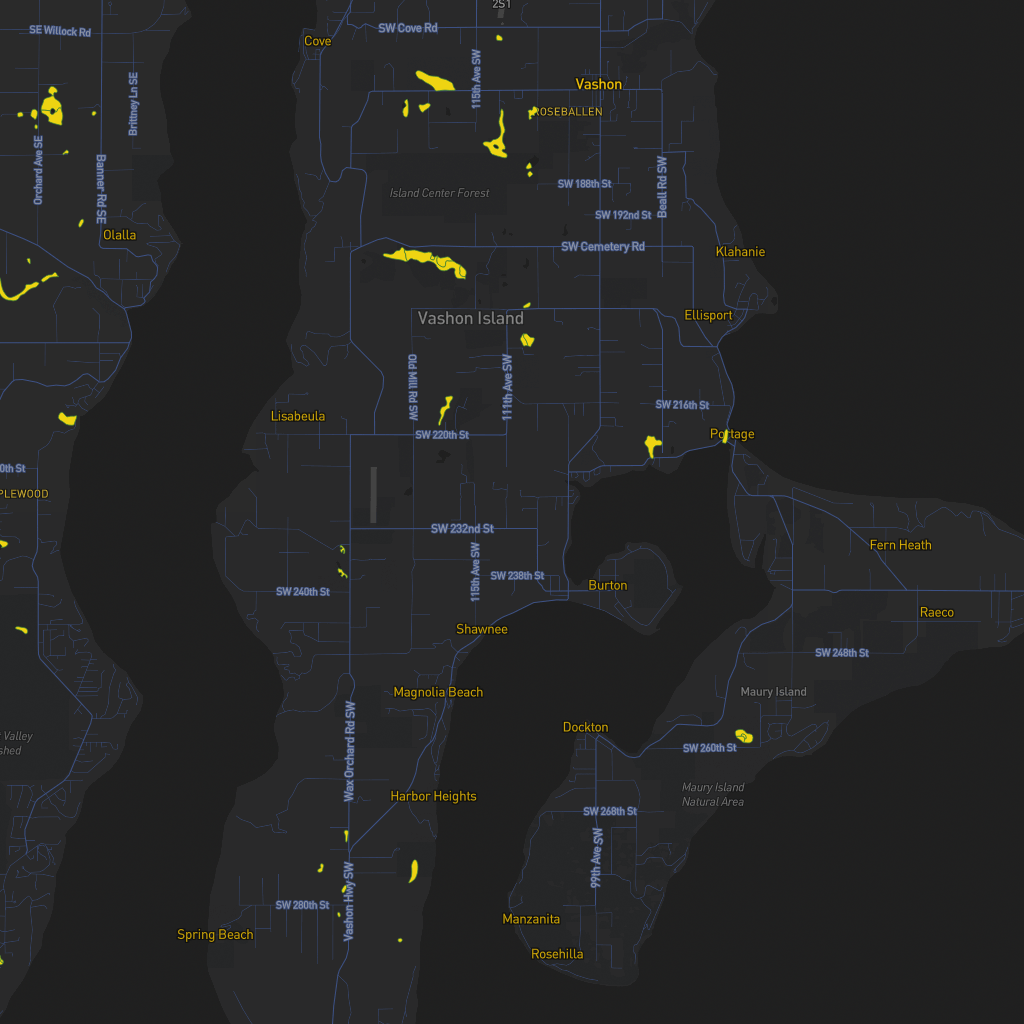 2S1
SE Willock Rd
SW Cove Rd
Cove
115th Ave SW
Brittney Ln SE
Vashon
ROSEBALLEN
Orchard Ave SE
Banner Rd SE
SW 188th St
Beall Rd SW
Island Center Forest
SW 192nd St
Olalla
SW Cemetery Rd
Klahanie
Vashon Island
Ellisport
Old Mill Rd SW
111th Ave SW
SW 216th St
Lisabeula
SW 220th St
Portage
0th St
PLEWOOD
SW 232nd St
Fern Heath
115th Ave SW
SW 238th St
SW 240th St
Burton
Raeco
Shawnee
SW 248th St
Magnolia Beach
Maury Island
Dockton
Valley
shed
Wax Orchard Rd SW
SW 260th St
Maury Island
Natural Area
Harbor Heights
SW 268th St
99th Ave SW
Vashon Hwy SW
SW 280th St
Manzanita
Spring Beach
Rosehilla